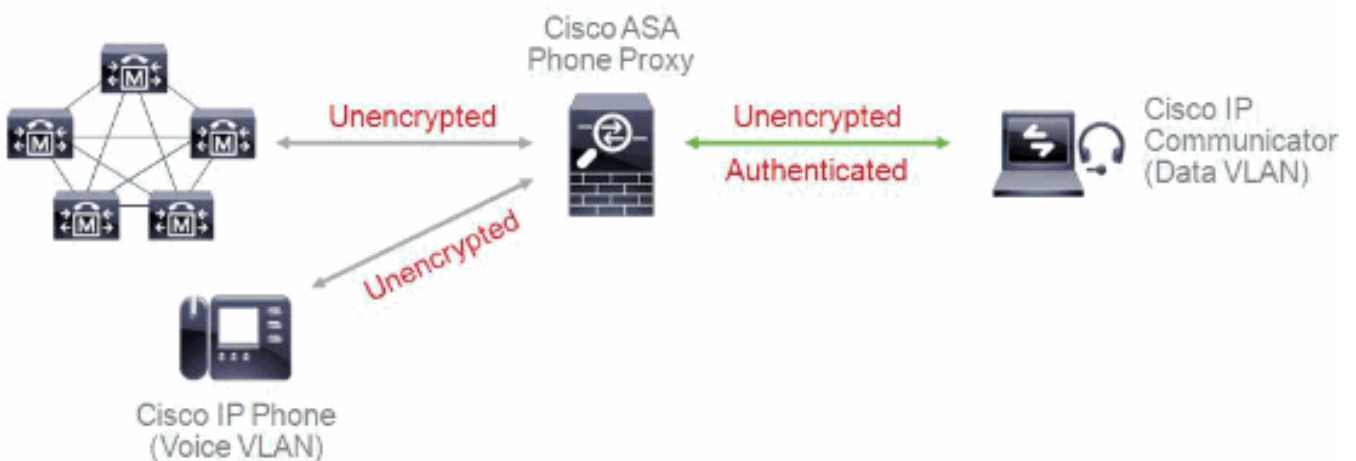 Cisco ASA
Phone Proxy
M
M
M
M
M
Unencrypted
Unencrypted
Authenticated
Cisco IP
Communicator
(Data VLAN)
Unencrypted
Cisco IP Phone
(Voice VLAN)